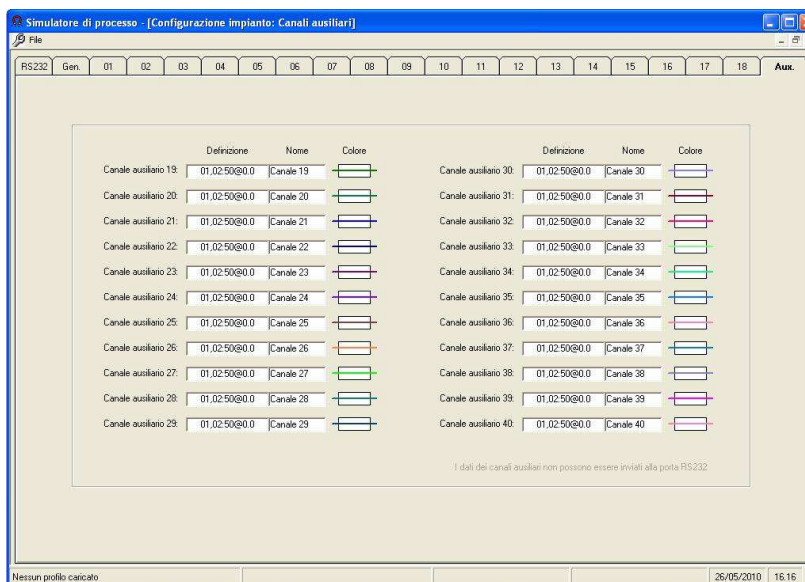 Simulatore di processo - [Configurazione impianto: Canali ausiliari]
File
RS232 Gen. 01 02 03 04 05 06 07 08 09 10 11 12 13 14 15 16 17 18 Aux.
Definizione Nome Colore Definizione Nome Colore
Canale ausiliario 19: 01,02:50@0.0 Canale 19 Canale ausiliario 30: 01,02:50@0.0 Canale 30
Canale ausiliario 20: 01,02:50@0.0 Canale 20 Canale ausiliario 31: 01,02:50@0.0 Canale 31
Canale ausiliario 21: 01,02:50@0.0 Canale 21 Canale ausiliario 32: 01,02:50@0.0 Canale 32
Canale ausiliario 22: 01,02:50@0.0 Canale 22 Canale ausiliario 33: 01,02:50@0.0 Canale 33
Canale ausiliario 23: 01,02:50@0.0 Canale 23 Canale ausiliario 34: 01,02:50@0.0 Canale 34
Canale ausiliario 24: 01,02:50@0.0 Canale 24 Canale ausiliario 35: 01,02:50@0.0 Canale 35
Canale ausiliario 25: 01,02:50@0.0 Canale 25 Canale ausiliario 36: 01,02:50@0.0 Canale 36
Canale ausiliario 26: 01,02:50@0.0 Canale 26 Canale ausiliario 37: 01,02:50@0.0 Canale 37
Canale ausiliario 27: 01,02:50@0.0 Canale 27 Canale ausiliario 38: 01,02:50@0.0 Canale 38
Canale ausiliario 28: 01,02:50@0.0 Canale 28 Canale ausiliario 39: 01,02:50@0.0 Canale 39
Canale ausiliario 29: 01,02:50@0.0 Canale 29 Canale ausiliario 40: 01,02:50@0.0 Canale 40
I dati dei canali ausiliari non possono essere inviati alla porta RS232
Nessun profilo caricato 26/05/2010 16.16